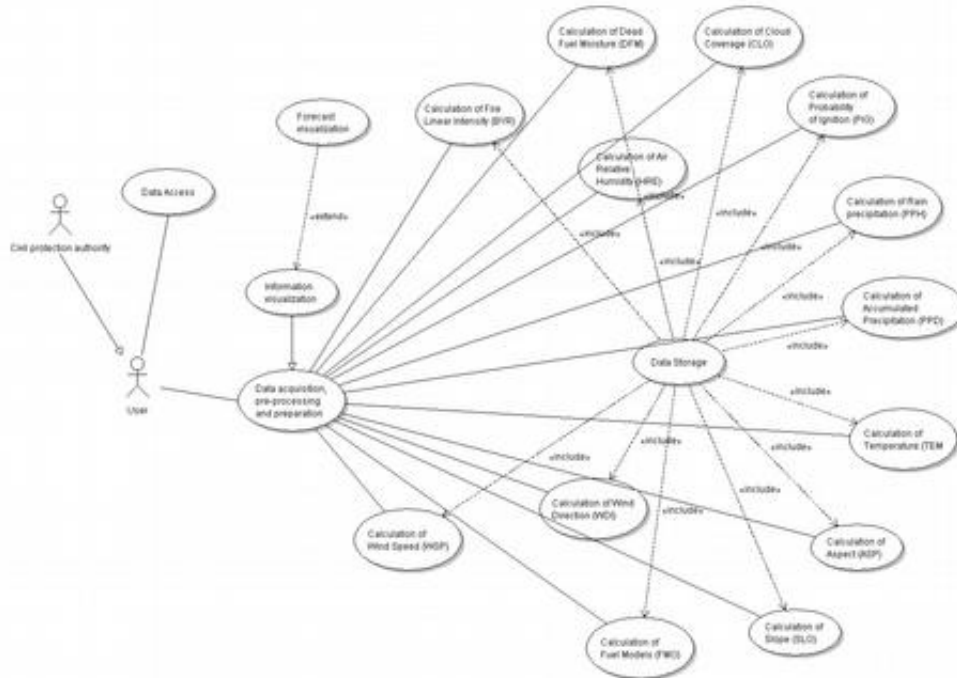 Calculation of Dead
Fuel Moisture (DFM)
Calculation of Cloud
Coverage (CLO)
Calculation of Fire
Linear Intensity (BYR)
Calculation of
Probability
of Ignition (PIG)
Forecast
visualization
Calculation of Air
Relative
Humidity (HRE)
Data Access
Calculation of Rain
precipitation (PPH)
«include»
«include»
«extend»
«include»
«include»
Civil protection authority
«include»
Information
visualization
«include»
Calculation of
Accumulated
Precipitation (PPD)
«include»
Data Storage
Data acquisition,
pre-processing
and preparation
User
«include»
Calculation of
Temperature (TEM
«include»
«include»
«include»
«include»
«include»
Calculation of Wind
Direction (WDI)
Calculation of
Wind Speed (WSP)
Calculation of
Aspect (ASP)
Calculation of
Slope (SLO)
Calculation of
Fuel Models (FMO)